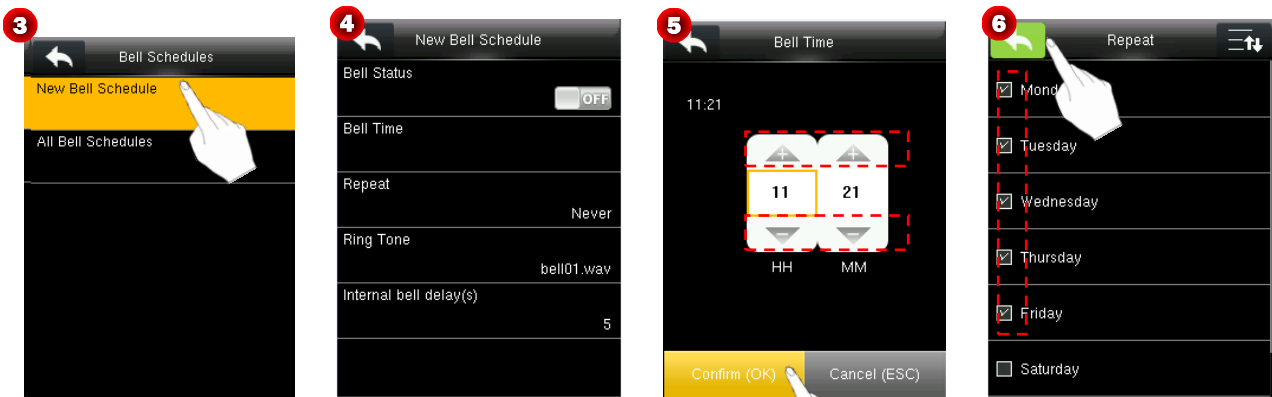 3
Bell Schedules
New Bell Schedule
All Bell Schedules
4
New Bell Schedule
Bell Status
OFF
Bell Time
Repeat
Never
Ring Tone
bell01.wav
Internal bell delay(s)
5
5
Bell Time
11:21
11 21
HH MM
Confirm (OK) Cancel (ESC)
6
Repeat
Tuesday
Wednesday
Thursday
Friday
Saturday